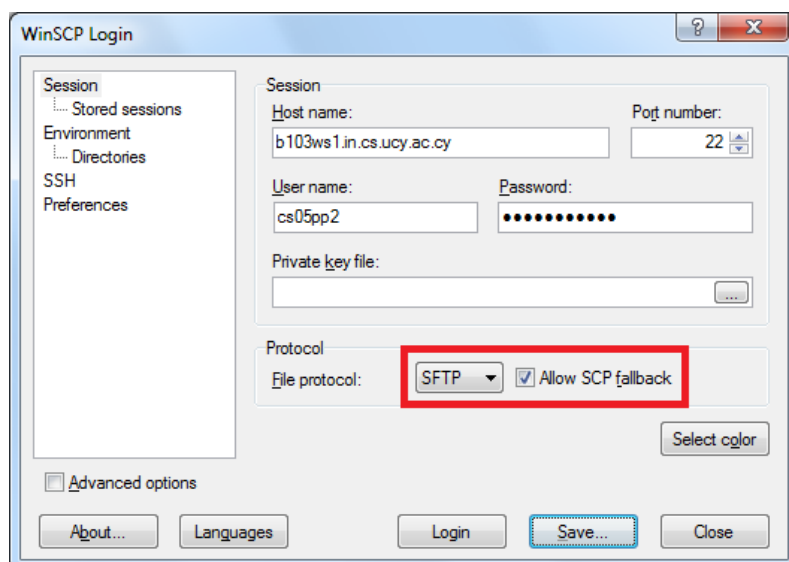 WinSCP Login
Session
Stored sessions
Environment
Directories
SSH
Preferences
Session
Host name:
Port number:
b103ws1.in.cs.ucy.ac.cy
22
User name:
Password:
cs05pp2
●●●●●●●●●●●
Private key file:
...
Protocol
File protocol:
SFTP
Allow SCP fallback
Select color
Advanced options
About...
Languages
Login
Save...
Close